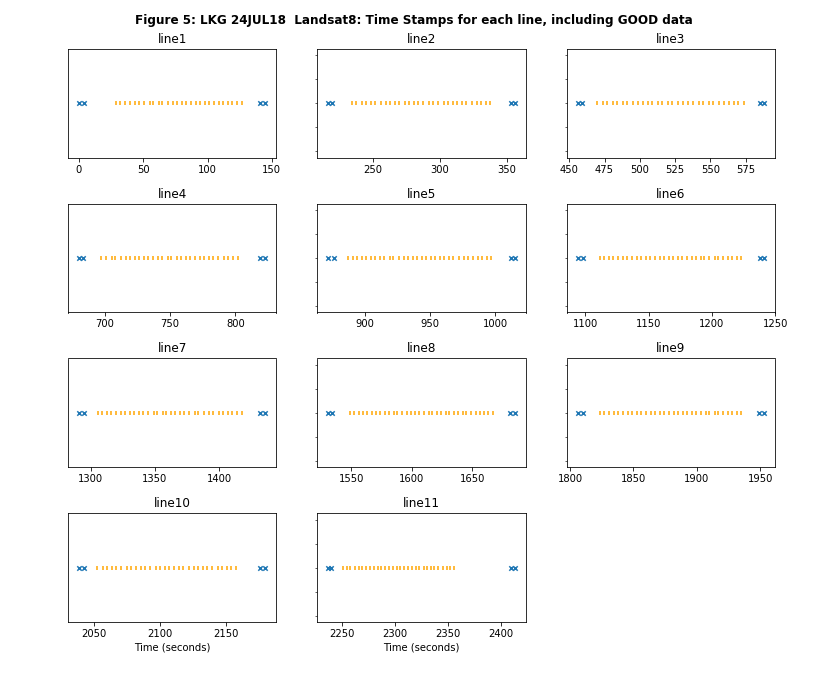 Figure 5: LKG 24JUL18  Landsat8: Time Stamps for each line, including GOOD data
line1 line2 line3
0 50 100 150 250 300 350 450 475 500 525 550 575
line4 line5 line6
700 750 800 900 950 1000 1100 1150 1200 1250
line7 line8 line9
1300 1350 1400 1550 1600 1650 1800 1850 1900 1950
line10 line11
2050 2100 2150 2250 2300 2350 2400
Time (seconds) Time (seconds)